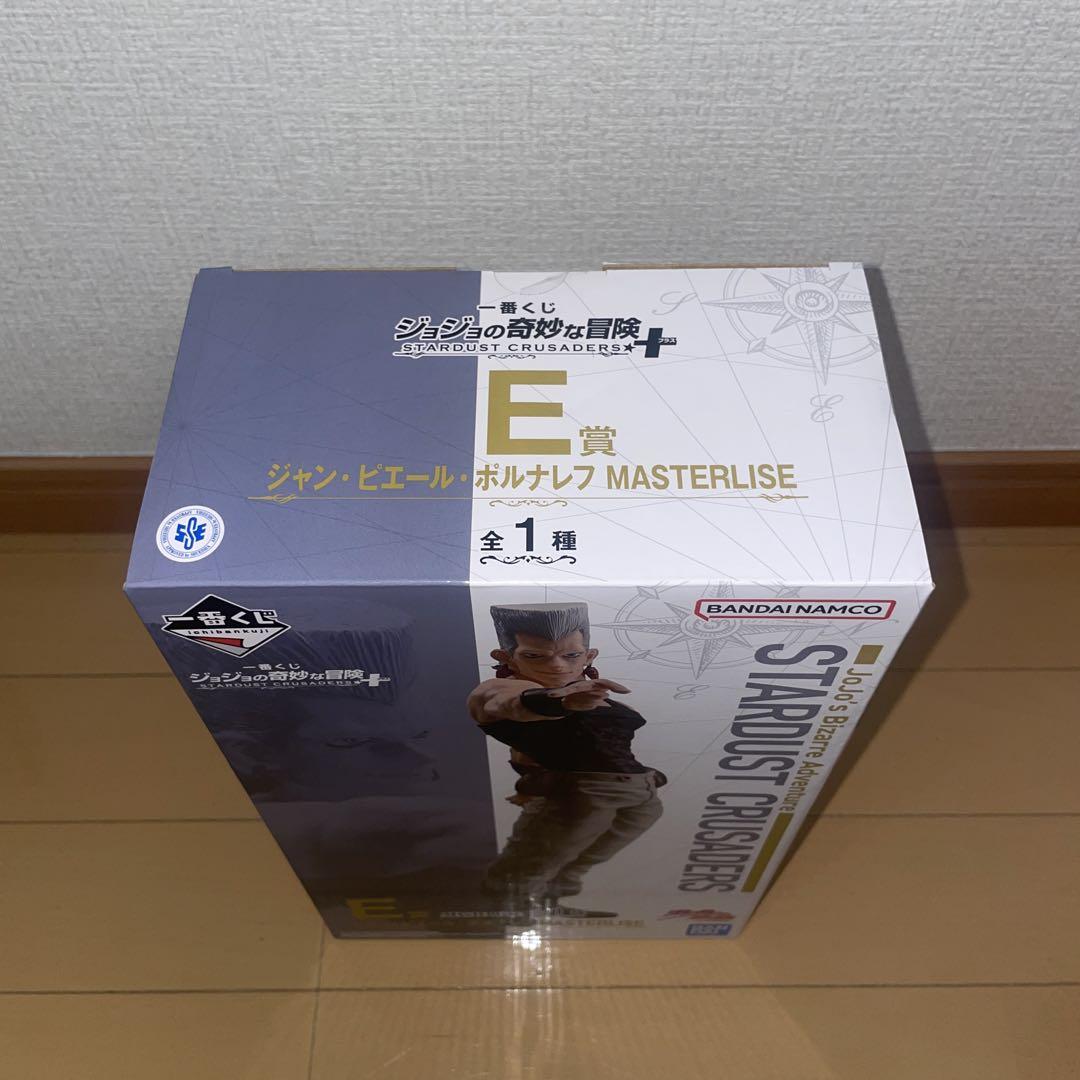 一番くじ
ジョジョの奇妙な冒険
STARDUST CRUSADERS★
プラス
E賞
ジャン・ピエール・ポルナレフ MASTERLISE
全1種
一番くじ
ichibankuji
一番くじ
ジョジョの奇妙な冒険
STARDUST CRUSADERS★
BANDAI NAMCO
JoJo's Bizarre Adventure
STARDUST CRUSADERS
E賞
MASTERLISE
S
E